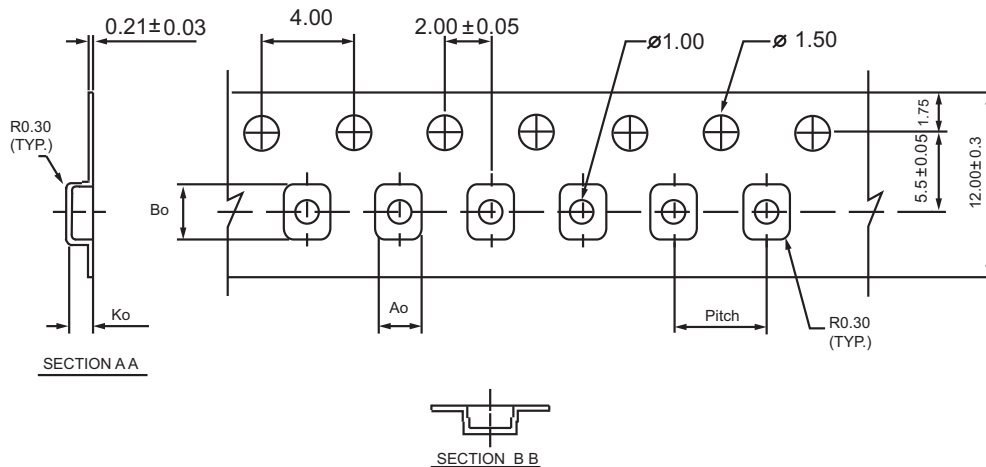 0.21±0.03
4.00
2.00±0.05
⌀1.00
⌀ 1.50
R0.30
(TYP.)
1.75
5.5±0.05
12.00±0.3
Bo
Ko
Ao
Pitch
R0.30
(TYP.)
SECTION A A
SECTION B B